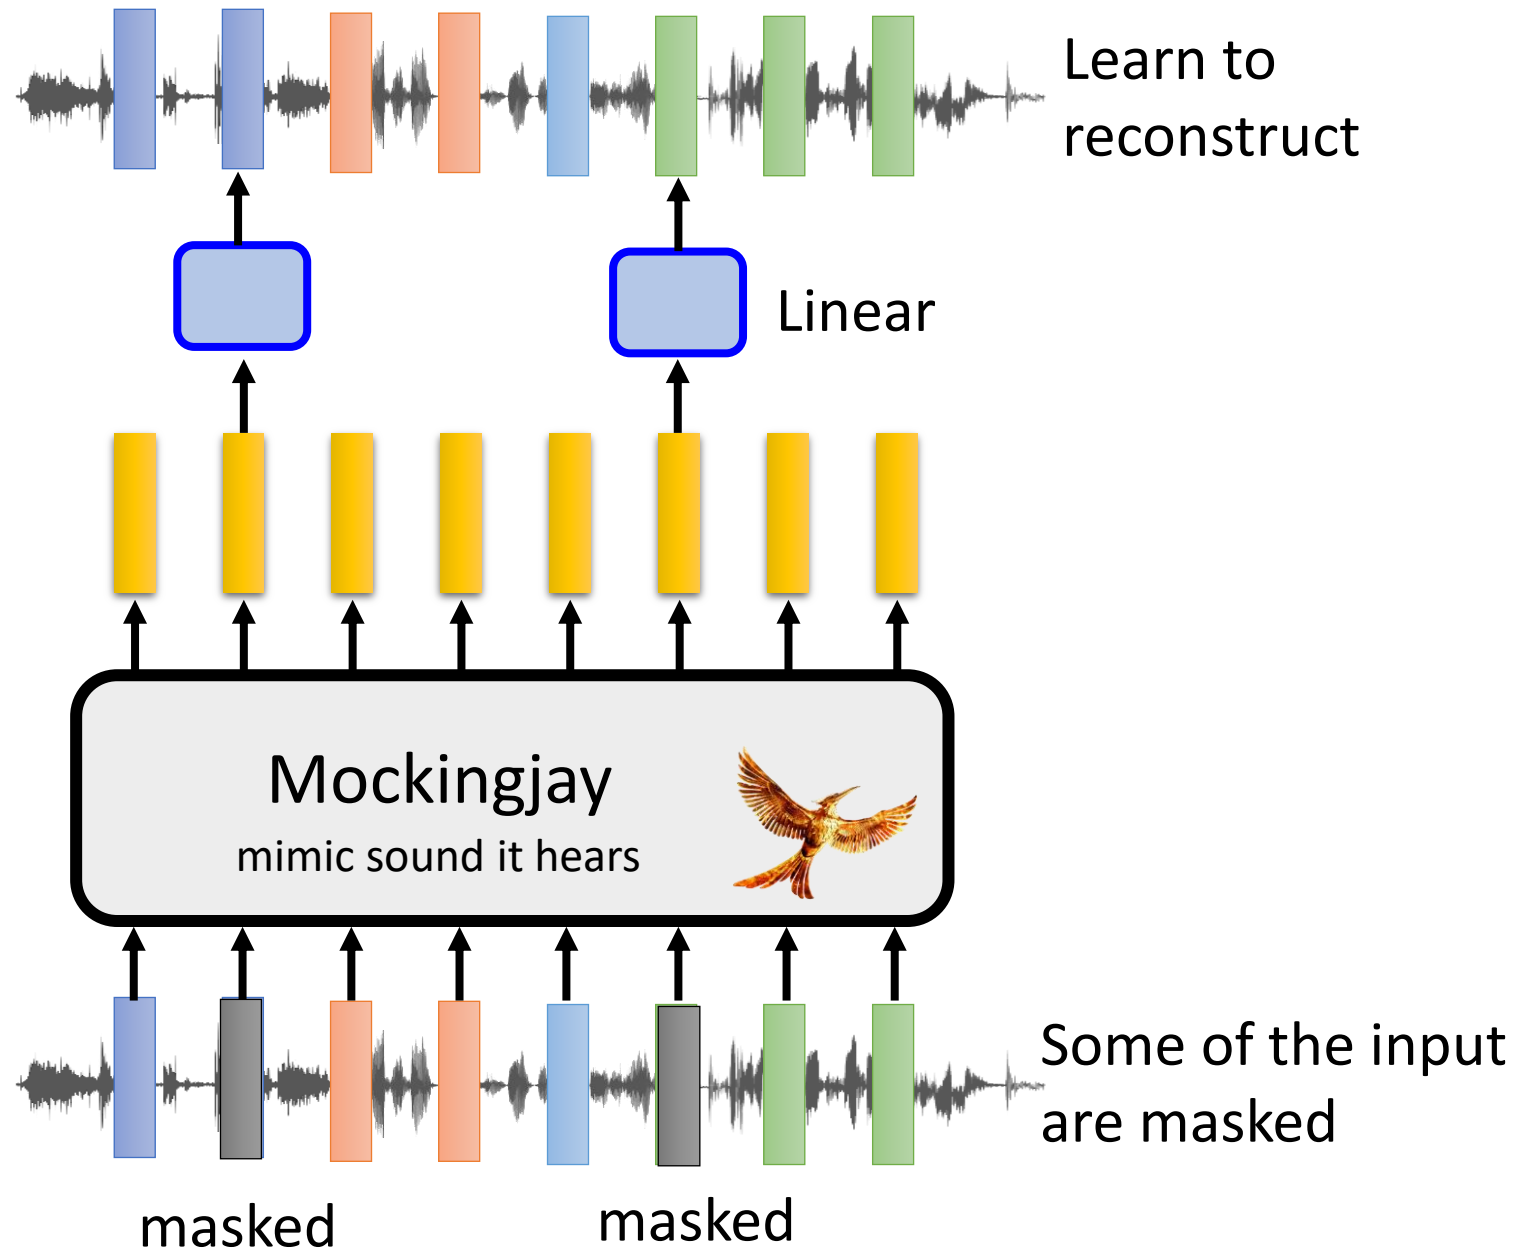 Learn to
reconstruct
Linear
Mockingjay
mimic sound it hears
Some of the input
are masked
masked
masked